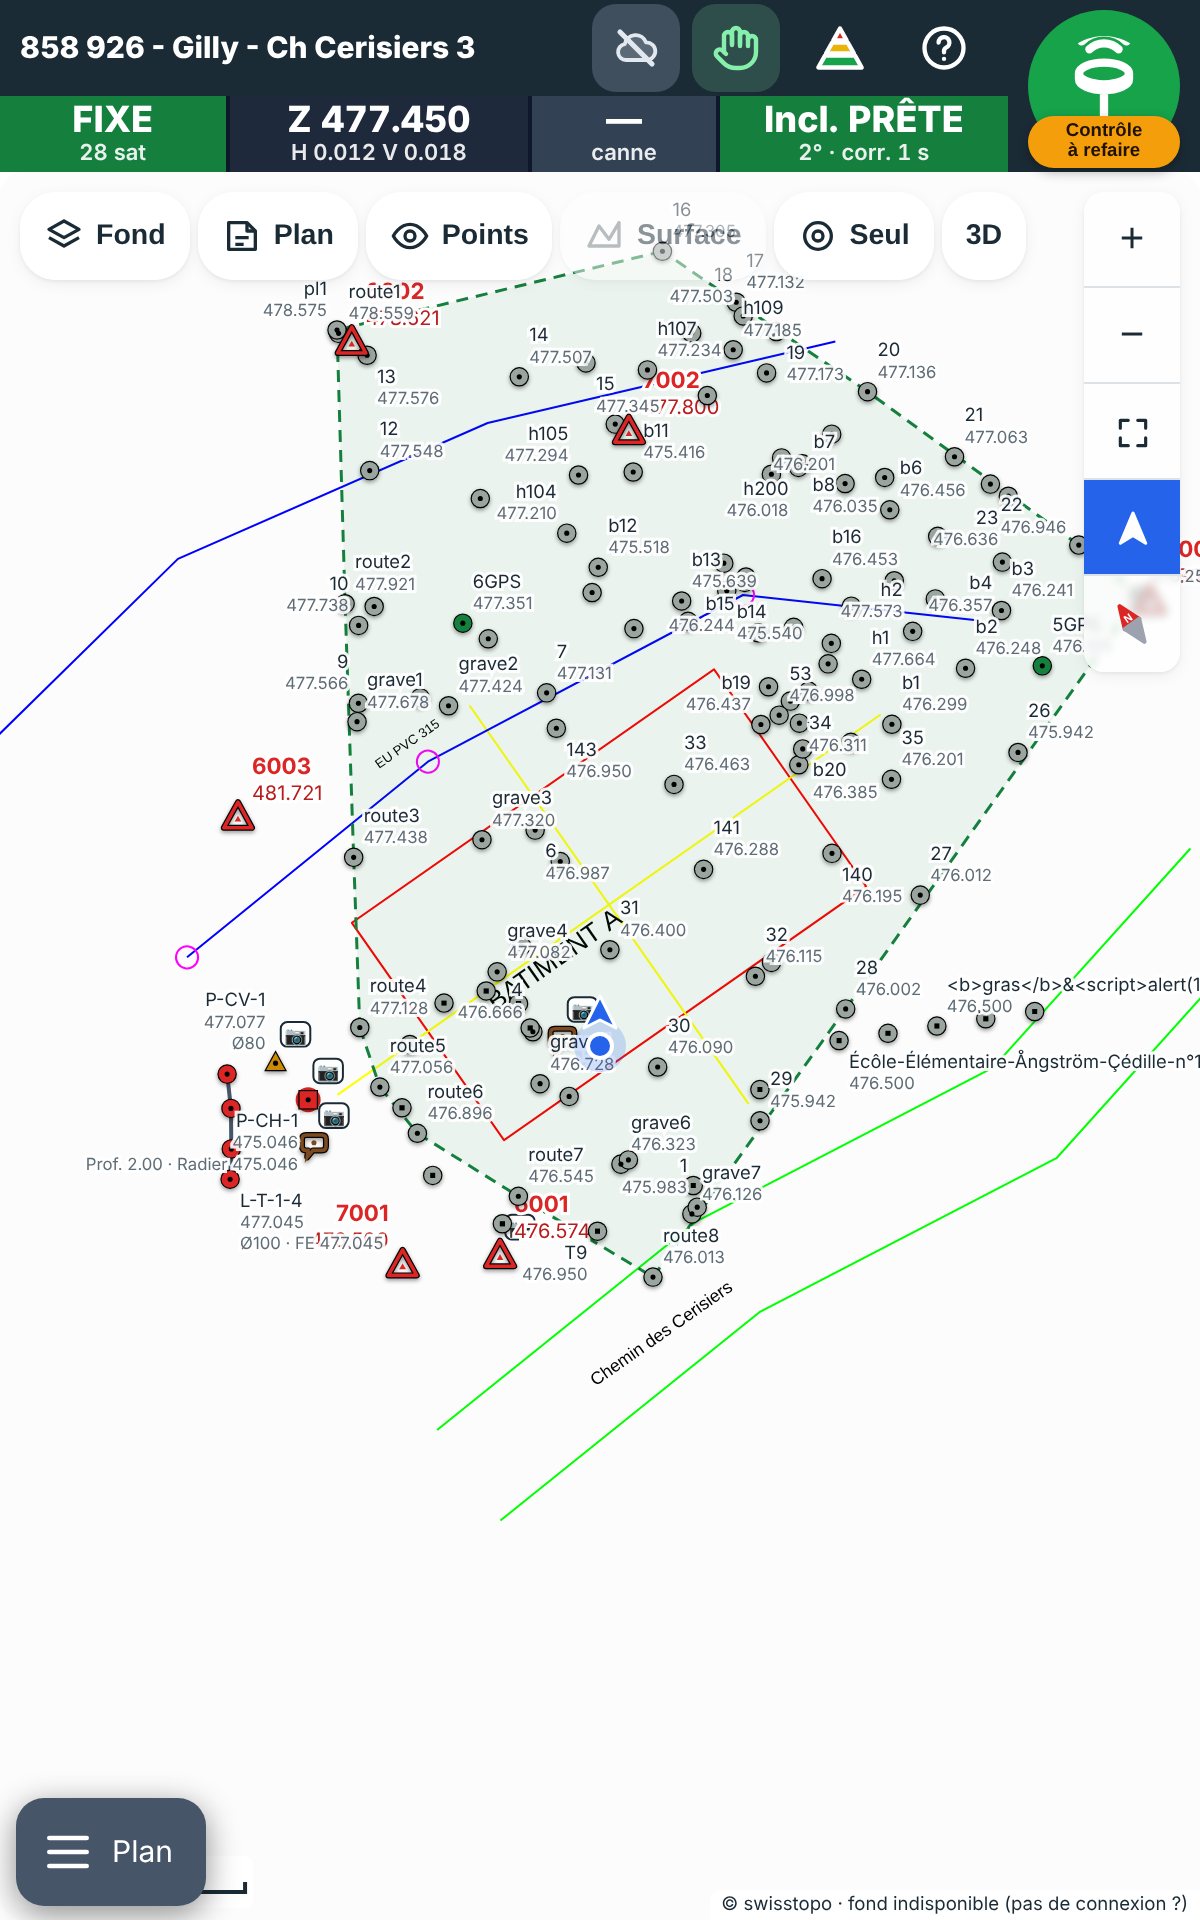 858 926 - Gilly - Ch Cerisiers 3
FIXE
28 sat
Z 477.450
H 0.012 V 0.018
—
canne
Incl. PRÊTE
2° · corr. 1 s
Contrôle
à refaire
Fond
Plan
Points
Surface
Seul
3D
16
17
477.132
18
477.503
pl1
478.575
route1
478.559
h109
477.185
h107
477.234
14
477.507
19
477.173
20
477.136
13
477.576
15
477.345
7002
477.800
21
477.063
12
477.548
h105
477.294
b11
475.416
b7
476.201
b6
476.456
h104
477.210
h200
476.018
b8
476.035
22
476.946
23
476.636
b12
475.518
b16
476.453
route2
477.921
b13
475.639
b3
476.241
b4
476.357
10
477.738
6GPS
477.351
h2
477.573
b15
476.244
b14
475.540
b2
476.248
h1
477.664
9
477.566
grave1
477.678
grave2
477.424
7
477.131
b19
476.437
53
476.998
b1
476.299
26
475.942
34
476.311
35
476.201
EU PVC 315
143
476.950
33
476.463
b20
476.385
6003
481.721
grave3
477.320
route3
477.438
141
476.288
6
476.987
27
476.012
140
476.195
31
476.400
grave4
477.082
BATIMENT A
32
476.115
28
476.002
<b>gras</b>&<script>alert(1
476.500
P-CV-1
477.077
Ø80
route4
477.128
476.666
30
476.090
route5
477.056
476.728
École-Élémentaire-Ångström-Çédille-n°1
476.500
29
475.942
route6
476.896
P-CH-1
475.046
Prof. 2.00 · Radier 475.046
grave6
476.323
route7
476.545
1
475.983
grave7
476.126
L-T-1-4
477.045
Ø100 · FE 477.045
7001
6001
476.574
T9
476.950
route8
476.013
Chemin des Cerisiers
N
Plan
© swisstopo · fond indisponible (pas de connexion ?)